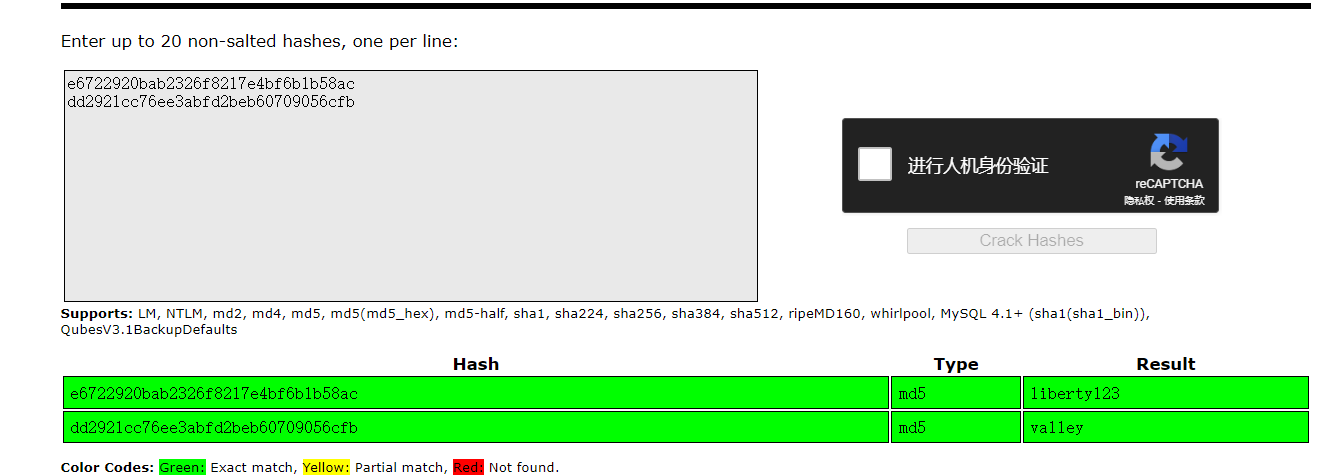 Enter up to 20 non-salted hashes, one per line:
e6722920bab2326f8217e4bf6b1b58ac
dd2921cc76ee3abfd2beb60709056cfb
进行人机身份验证
reCAPTCHA
隐私权 - 使用条款
Crack Hashes
Supports: LM, NTLM, md2, md4, md5, md5(md5_hex), md5-half, sha1, sha224, sha256, sha384, sha512, ripeMD160, whirlpool, MySQL 4.1+ (sha1(sha1_bin)),
QubesV3.1BackupDefaults
Hash Type Result
e6722920bab2326f8217e4bf6b1b58ac md5 liberty123
dd2921cc76ee3abfd2beb60709056cfb md5 valley
Color Codes: Green: Exact match, Yellow: Partial match, Red: Not found.